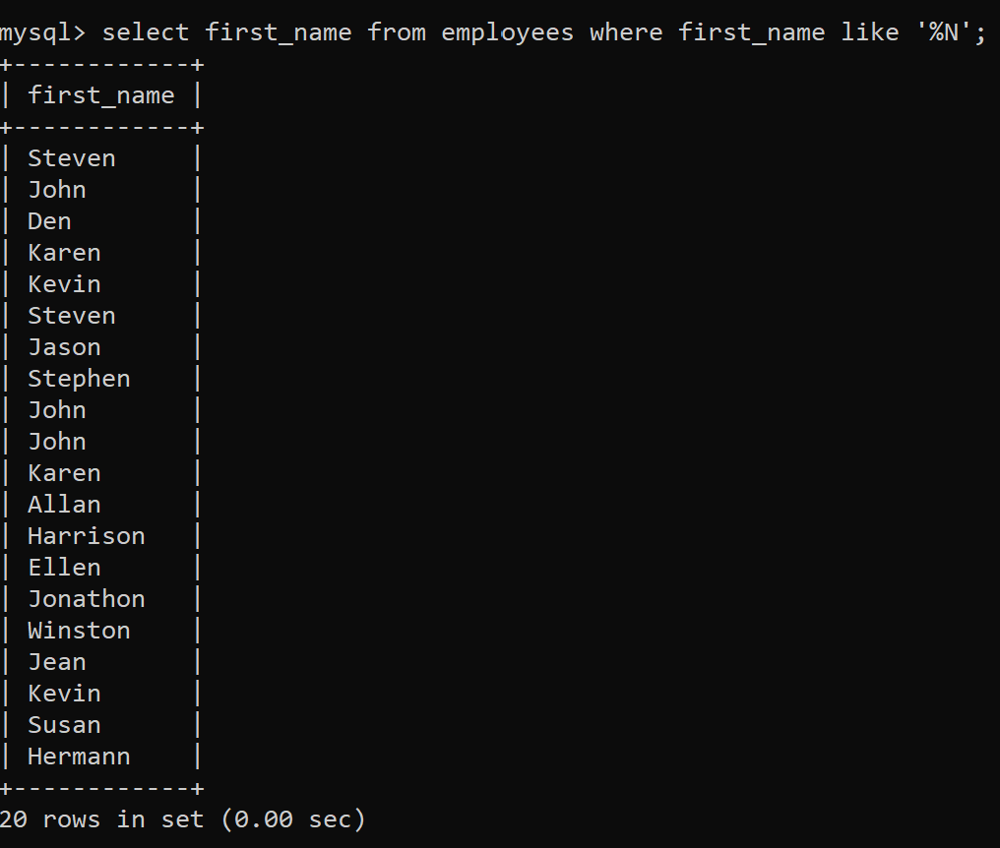 mysql> select first_name from employees where first_name like '%N';
+------------+
| first_name |
+------------+
| Steven     |
| John       |
| Den        |
| Karen      |
| Kevin      |
| Steven     |
| Jason      |
| Stephen    |
| John       |
| John       |
| Karen      |
| Allan      |
| Harrison   |
| Ellen      |
| Jonathon   |
| Winston    |
| Jean       |
| Kevin      |
| Susan      |
| Hermann    |
+------------+
20 rows in set (0.00 sec)